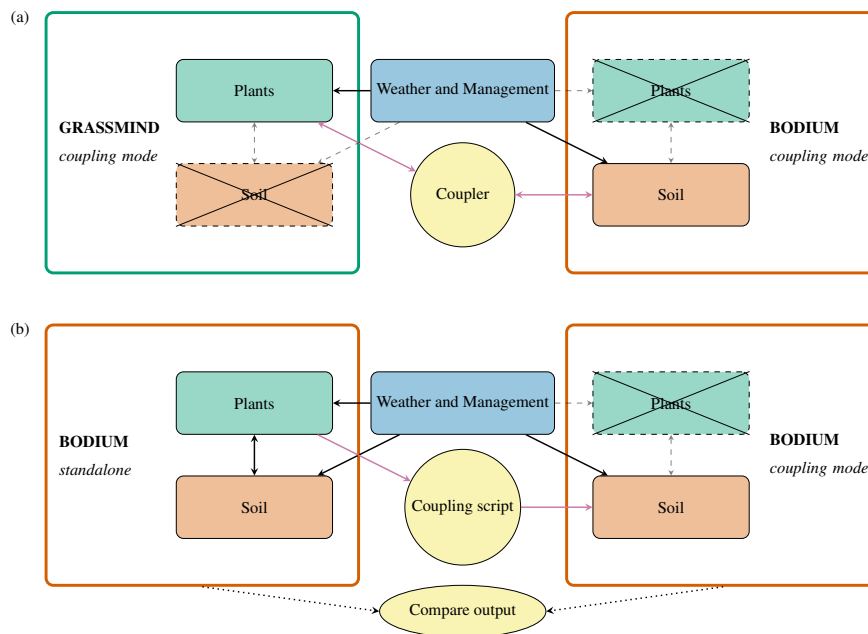 (a)
Plants
Weather and Management
Plants
GRASSMIND
coupling mode
BODIUM
coupling mode
Soil
Coupler
Soil
(b)
Plants
Weather and Management
Plants
BODIUM
standalone
BODIUM
coupling mode
Soil
Coupling script
Soil
Compare output